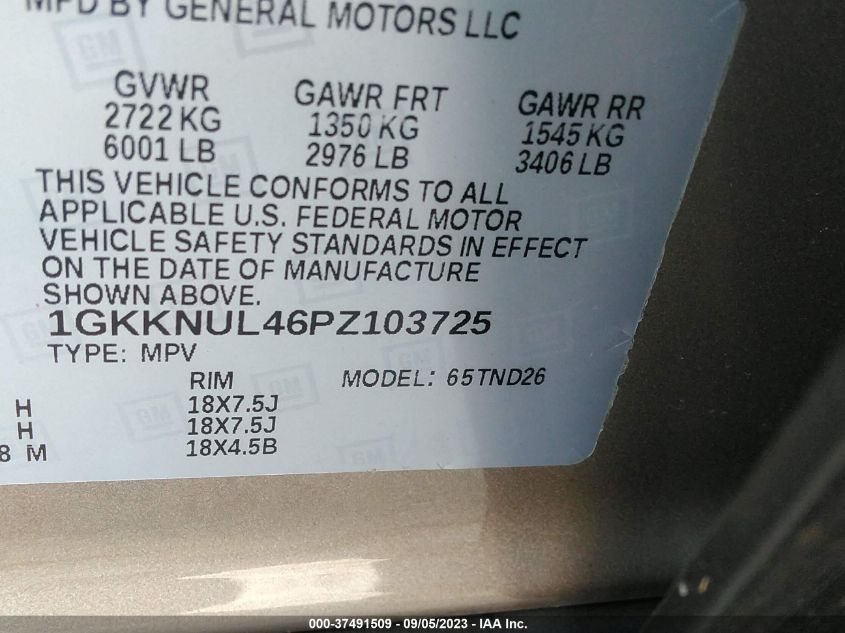 MFD BY GENERAL MOTORS LLC
GVWR GAWR FRT GAWR RR
2722 KG 1350 KG 1545 KG
6001 LB 2976 LB 3406 LB
THIS VEHICLE CONFORMS TO ALL
APPLICABLE U.S. FEDERAL MOTOR
VEHICLE SAFETY STANDARDS IN EFFECT
ON THE DATE OF MANUFACTURE
SHOWN ABOVE.
1GKKNUL46PZ103725
TYPE: MPV
RIM MODEL: 65TND26
H 18X7.5J
H 18X7.5J
8 M 18X4.5B
GM
000-37491509 - 09/05/2023 - IAA Inc.